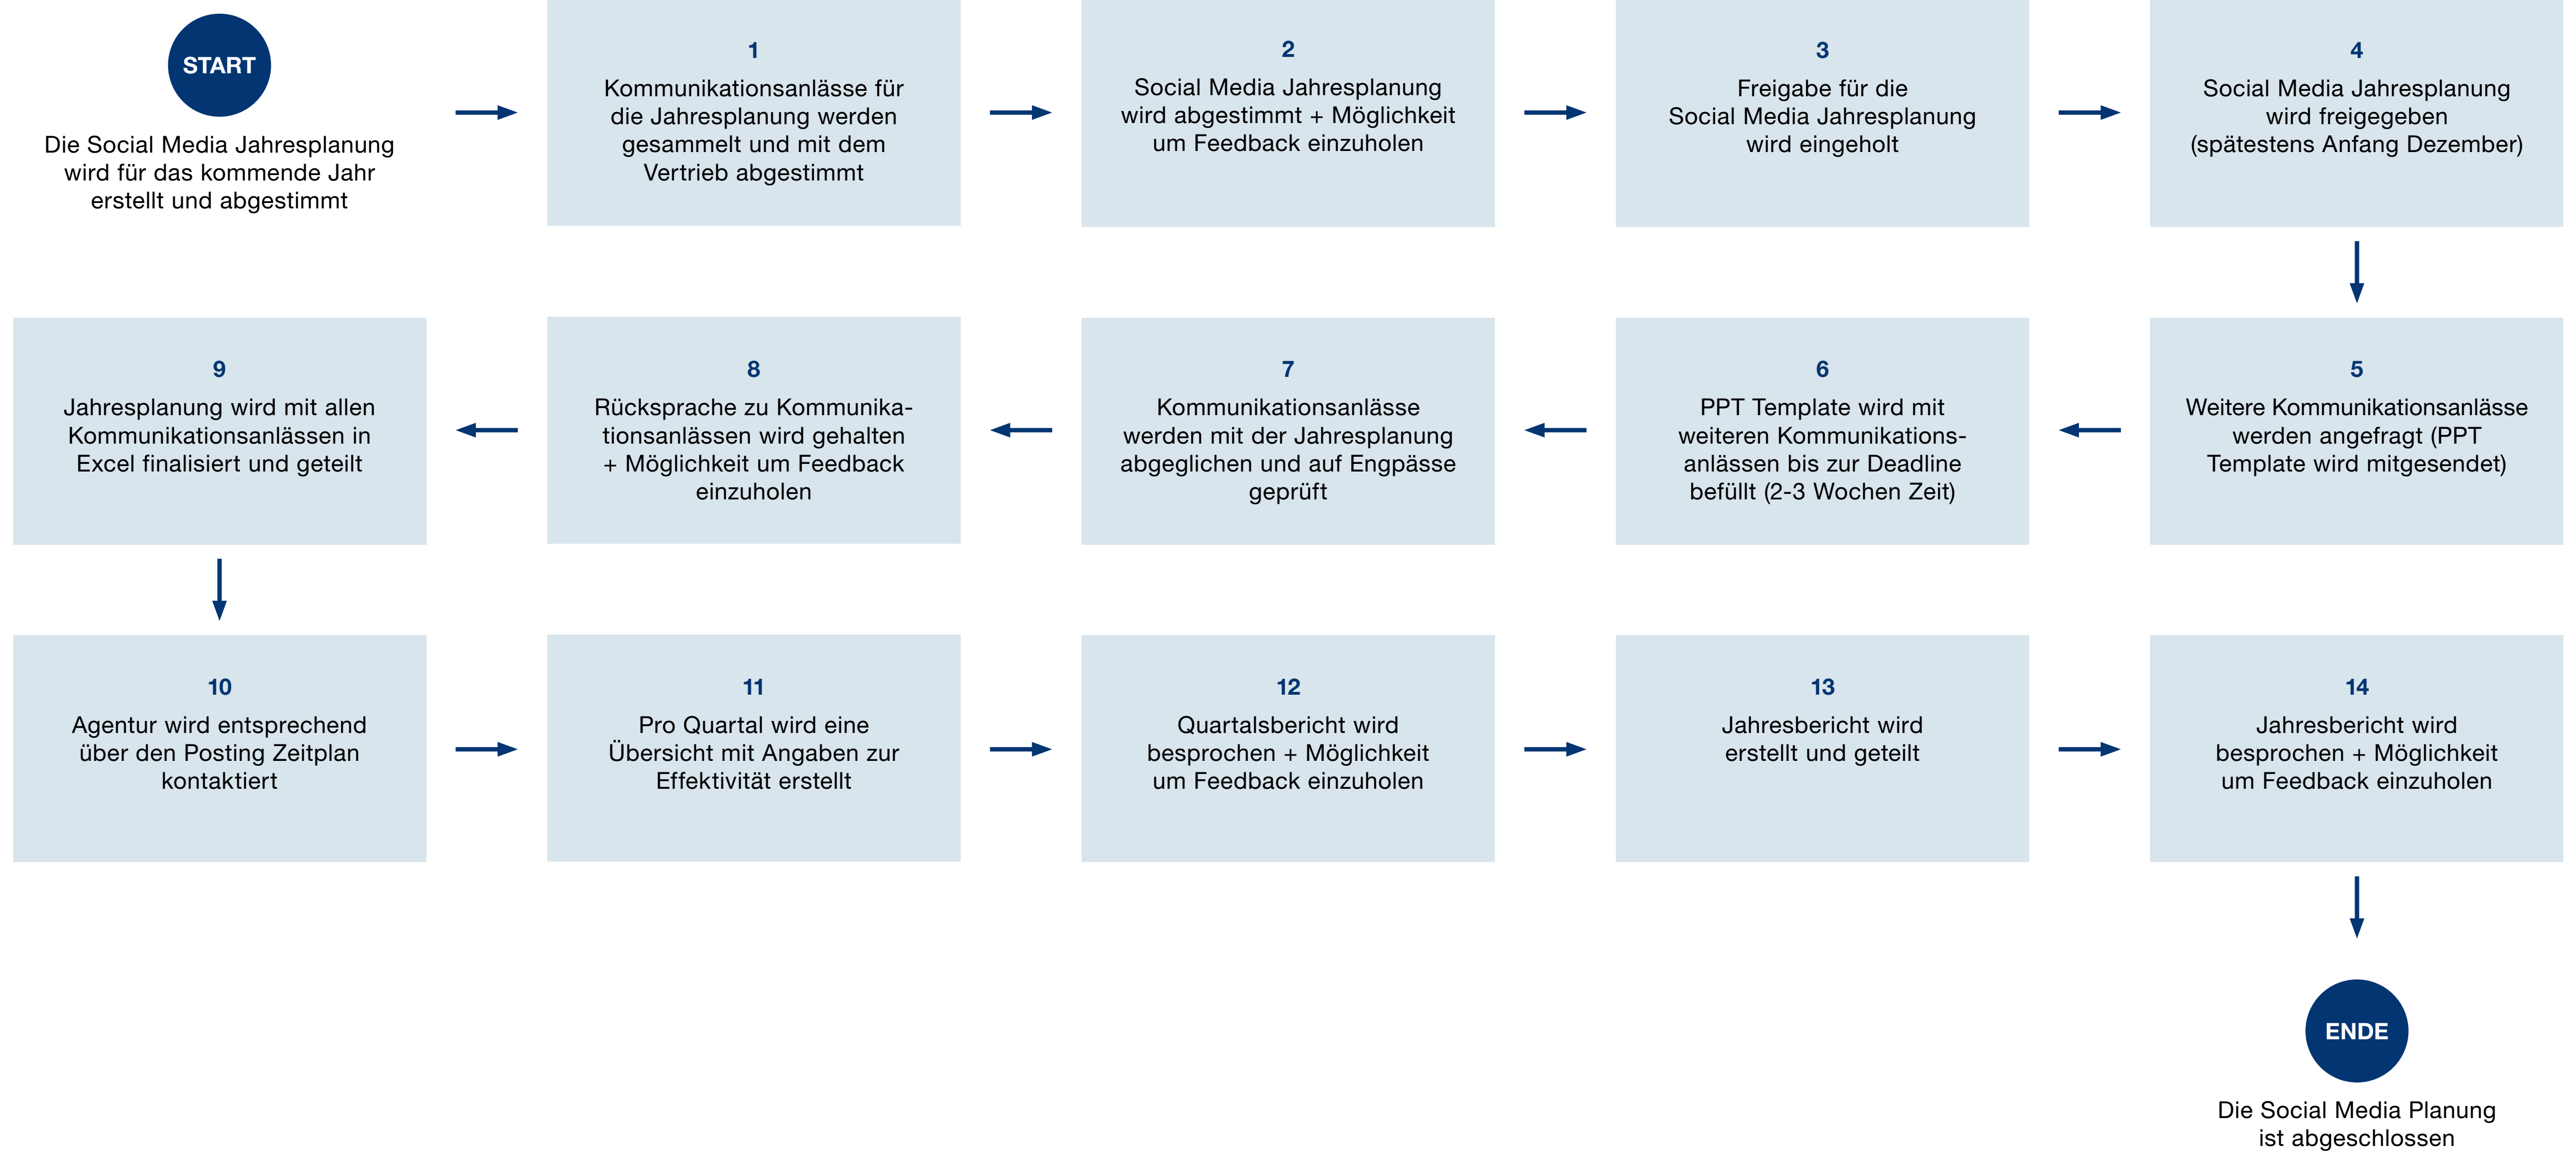 START
Die Social Media Jahresplanung
wird für das kommende Jahr
erstellt und abgestimmt
1
Kommunikationsanlässe für
die Jahresplanung werden
gesammelt und mit dem
Vertrieb abgestimmt
2
Social Media Jahresplanung
wird abgestimmt + Möglichkeit
um Feedback einzuholen
3
Freigabe für die
Social Media Jahresplanung
wird eingeholt
4
Social Media Jahresplanung
wird freigegeben
(spätestens Anfang Dezember)
5
Weitere Kommunikationsanlässe
werden angefragt (PPT
Template wird mitgesendet)
6
PPT Template wird mit
weiteren Kommunikations-
anlässen bis zur Deadline
befüllt (2-3 Wochen Zeit)
7
Kommunikationsanlässe
werden mit der Jahresplanung
abgeglichen und auf Engpässe
geprüft
8
Rücksprache zu Kommunika-
tionsanlässen wird gehalten
+ Möglichkeit um Feedback
einzuholen
9
Jahresplanung wird mit allen
Kommunikationsanlässen in
Excel finalisiert und geteilt
10
Agentur wird entsprechend
über den Posting Zeitplan
kontaktiert
11
Pro Quartal wird eine
Übersicht mit Angaben zur
Effektivität erstellt
12
Quartalsbericht wird
besprochen + Möglichkeit
um Feedback einzuholen
13
Jahresbericht wird
erstellt und geteilt
14
Jahresbericht wird
besprochen + Möglichkeit
um Feedback einzuholen
ENDE
Die Social Media Planung
ist abgeschlossen